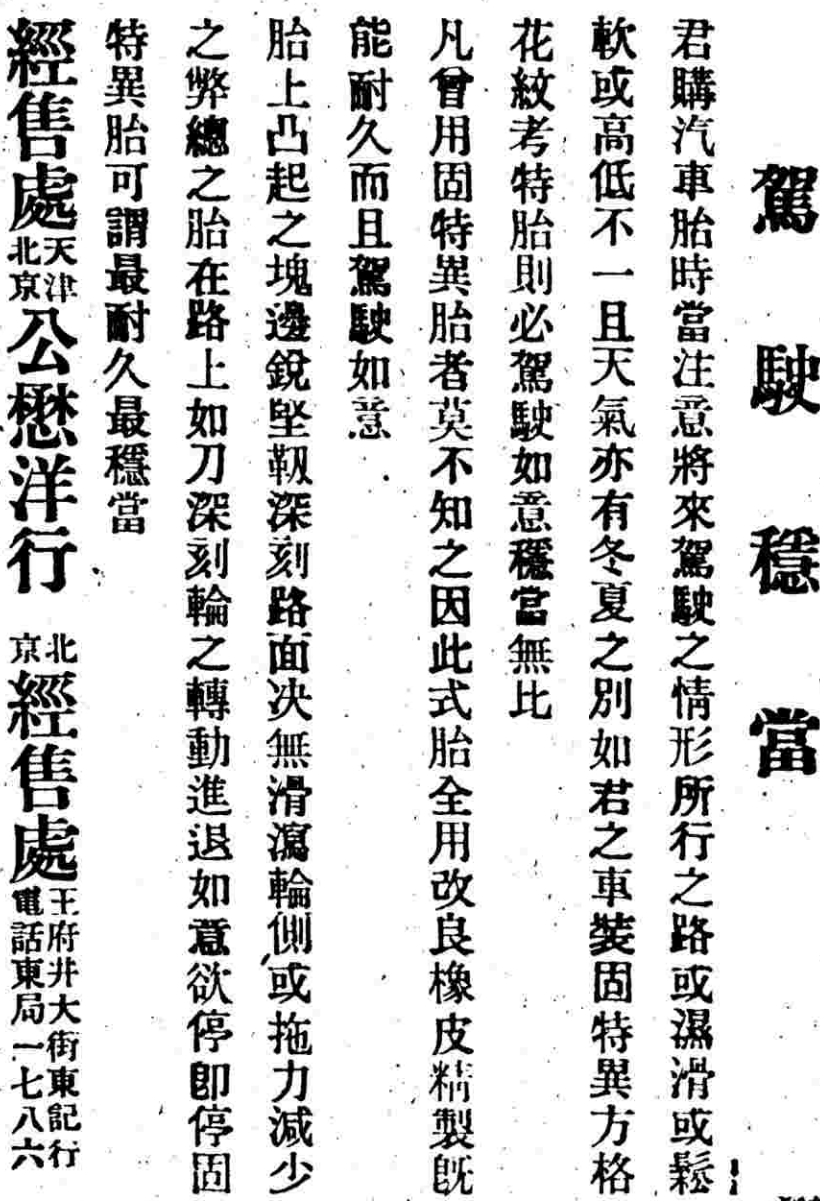 駕駛穩當
君購汽車胎時當注意將來駕駛之情形所行之路或濕滑或鬆
軟或高低不一且天氣亦有冬夏之別如君之車裝固特異方格
花紋考特胎則必駕駛如意穩當無比
凡曾用固特異胎者莫不知之因此式胎全用改良橡皮精製既
能耐久而且駕駛如意
胎上凸起之塊邊銳堅靱深刻路面决無滑瀉輪側或拖力減少
之弊總之胎在路上如刀深刻輪之轉動進退如意欲停卽停固
特異胎可謂最耐久最穩當
經售處
天津
北京
公懋洋行
北京
經售處
王府井大街東記行
電話東局一七八六